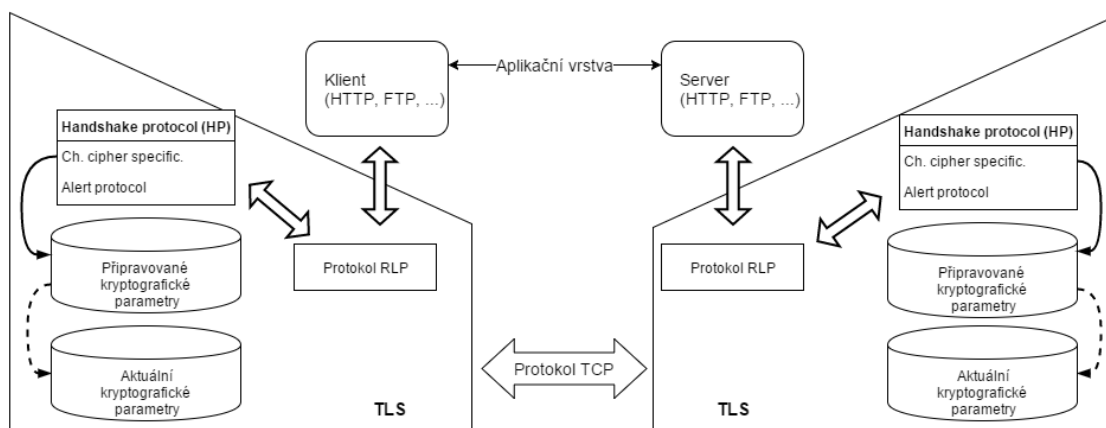 Klient
(HTTP, FTP, ...)
Aplikační vrstva
Server
(HTTP, FTP, ...)
Handshake protocol (HP)
Ch. cipher specific.
Alert protocol
Handshake protocol (HP)
Ch. cipher specific.
Alert protocol
Připravované
kryptografické
parametry
Protokol RLP
Protokol RLP
Připravované
kryptografické
parametry
Aktuální
kryptografické
parametry
Protokol TCP
Aktuální
kryptografické
parametry
TLS
TLS